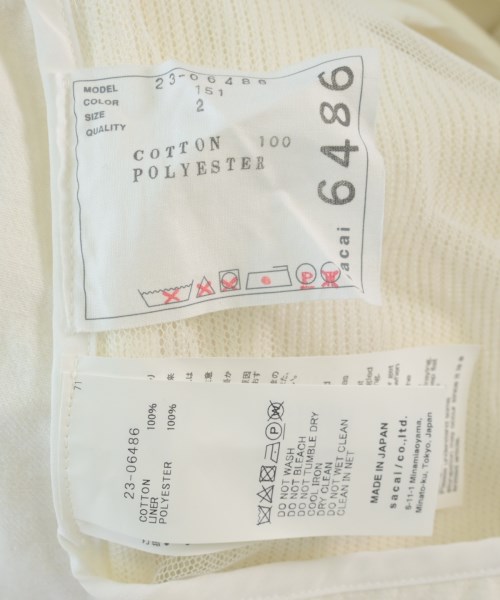 MODEL 23-06486
COLOR 151
SIZE 2
QUALITY
COTTON 100
POLYESTER
sacai 6486
P
23-06486
COTTON 100%
LINER
POLYESTER 100%
P
DO NOT WASH
DO NOT BLEACH
DO NOT TUMBLE DRY
COOL IRON
DRY CLEAN
DO NOT WET CLEAN
CLEAN IN NET
MADE IN JAPAN
sacai/co.,ltd.
6-11-1 Minamiaoyama,
Minato-ku, Tokyo, Japan